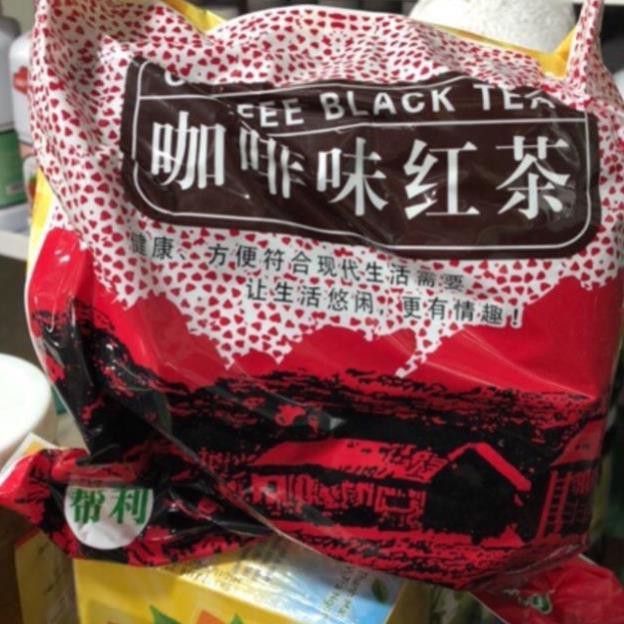 COFFEE BLACK TEA
咖啡味红茶
健康、方便符合现代生活需要
让生活悠闲，更有情趣！
帮利